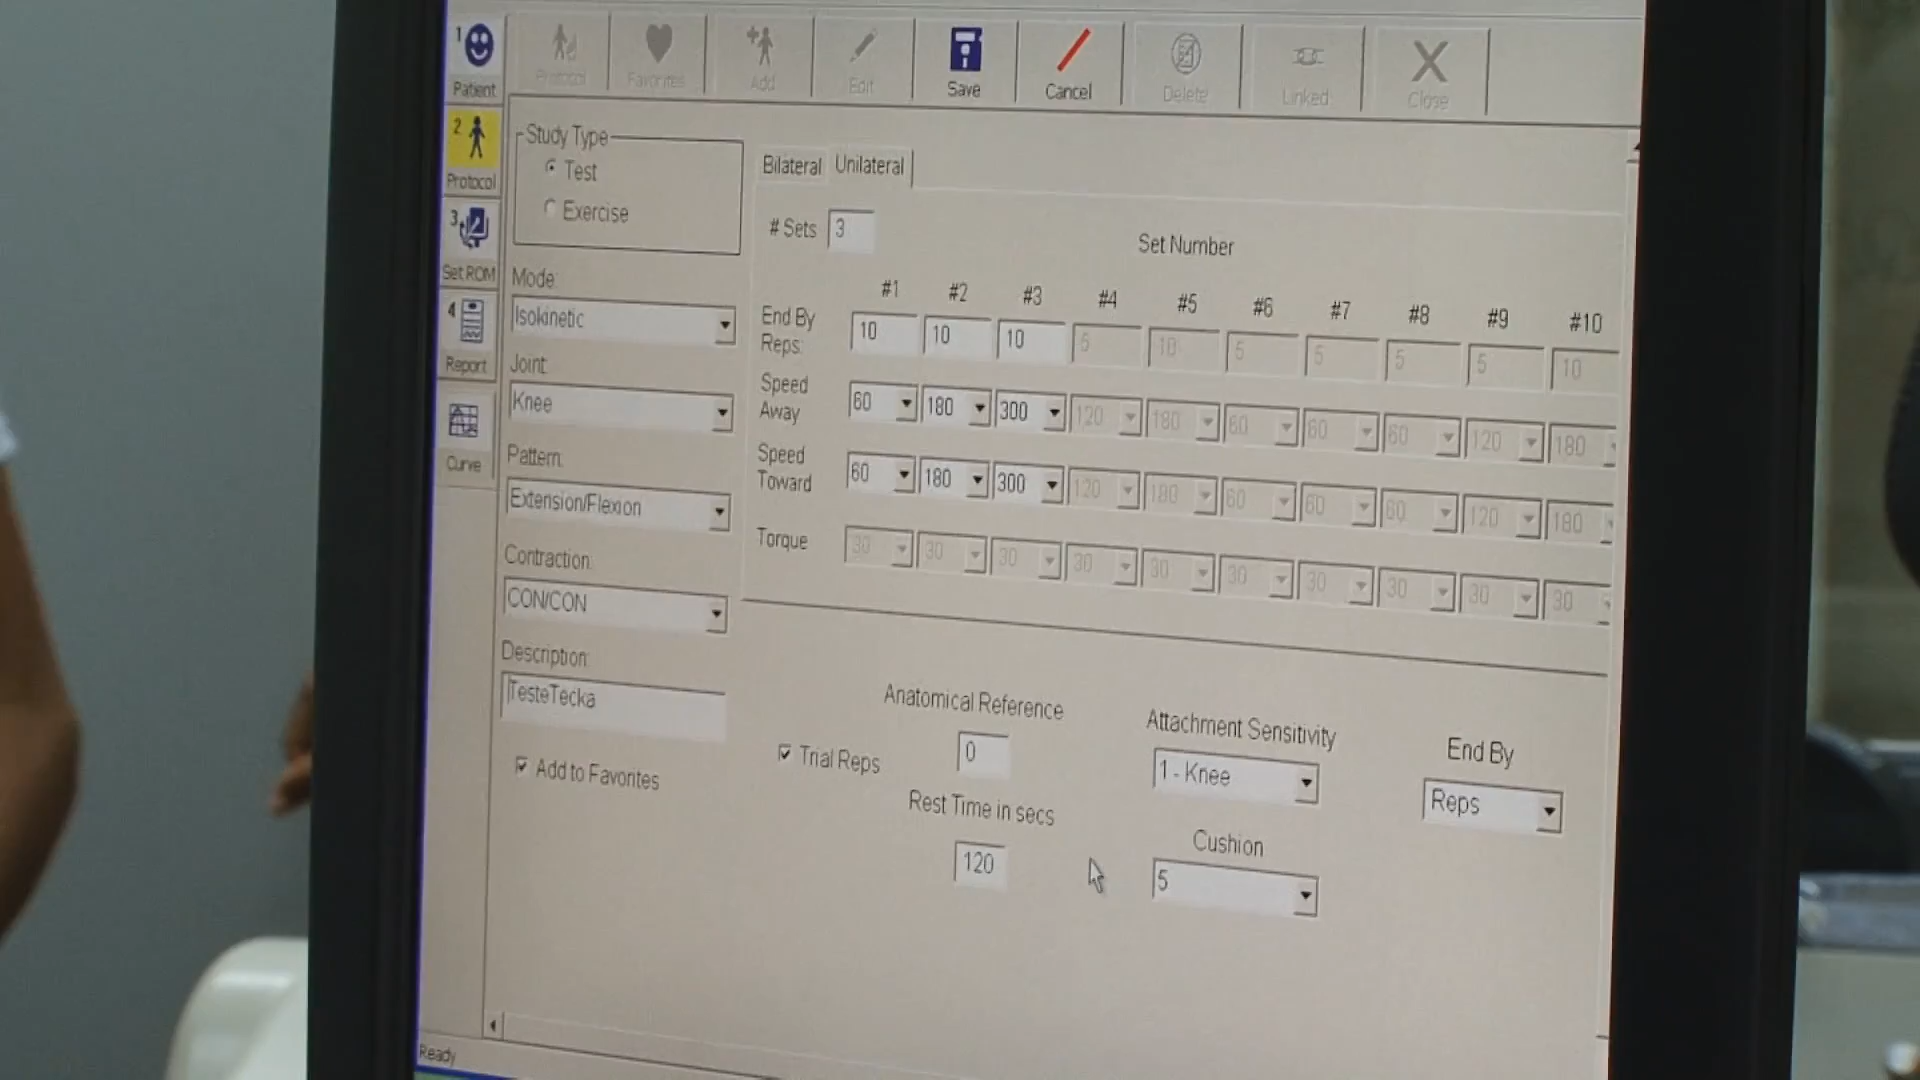 1 Patient
Protocol Favorites Add Edit Save Cancel Delete Linked Close
2 Protocol
3 Set ROM
4 Report
Curve
Study Type
Test
Exercise
Mode:
Isokinetic
Joint:
Knee
Pattern:
Extension/Flexion
Contraction:
CON/CON
Description:
TesteTecka
Add to Favorites
Bilateral Unilateral
# Sets 3
Set Number
#1 #2 #3 #4 #5 #6 #7 #8 #9 #10
End By Reps: 10 10 10 5 10 5 5 5 5 10
Speed Away 60 180 300 120 180 60 60 60 120 180
Speed Toward 60 180 300 120 180 60 60 60 120 180
Torque 30 30 30 30 30 30 30 30 30 30
Trial Reps
Anatomical Reference
0
Rest Time in secs
120
Attachment Sensitivity
1 - Knee
Cushion
5
End By
Reps
Ready